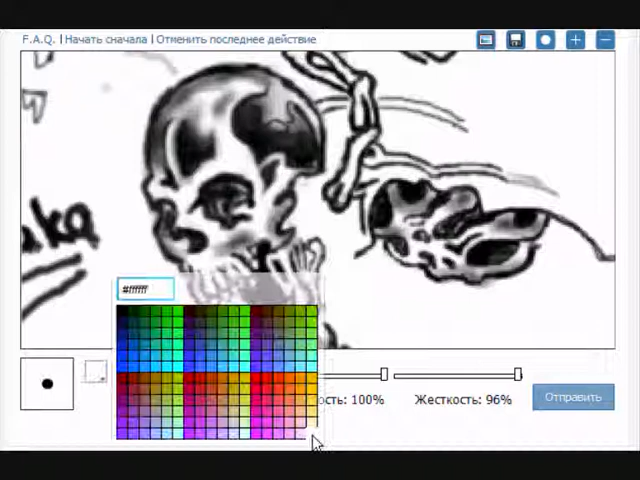 F.A.Q. | Начать сначала | Отменить последнее действие
#ffffff
ость: 100%
Жесткость: 96%
Отправить